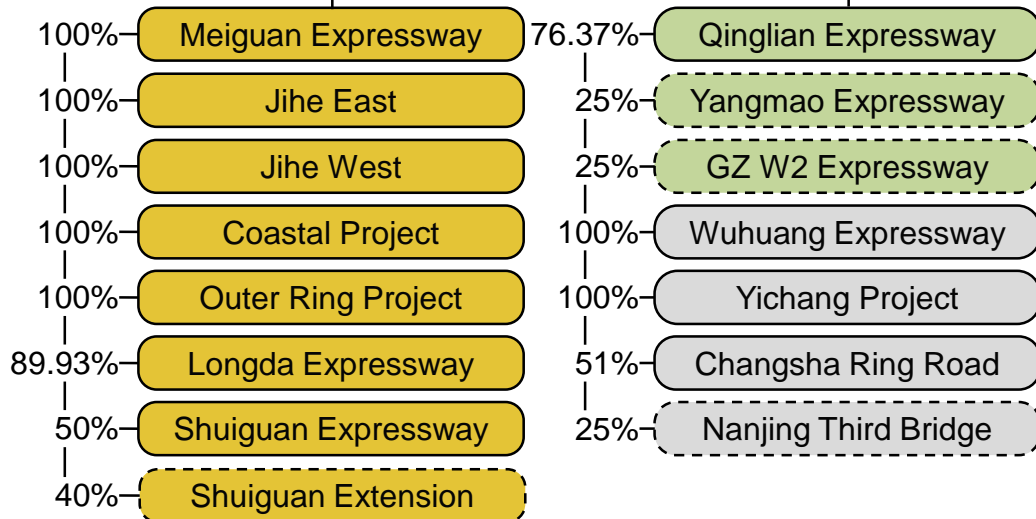 100% Meiguan Expressway
100% Jihe East
100% Jihe West
100% Coastal Project
100% Outer Ring Project
89.93% Longda Expressway
50% Shuiguan Expressway
40% Shuiguan Extension
76.37% Qinglian Expressway
25% Yangmao Expressway
25% GZ W2 Expressway
100% Wuhuang Expressway
100% Yichang Project
51% Changsha Ring Road
25% Nanjing Third Bridge